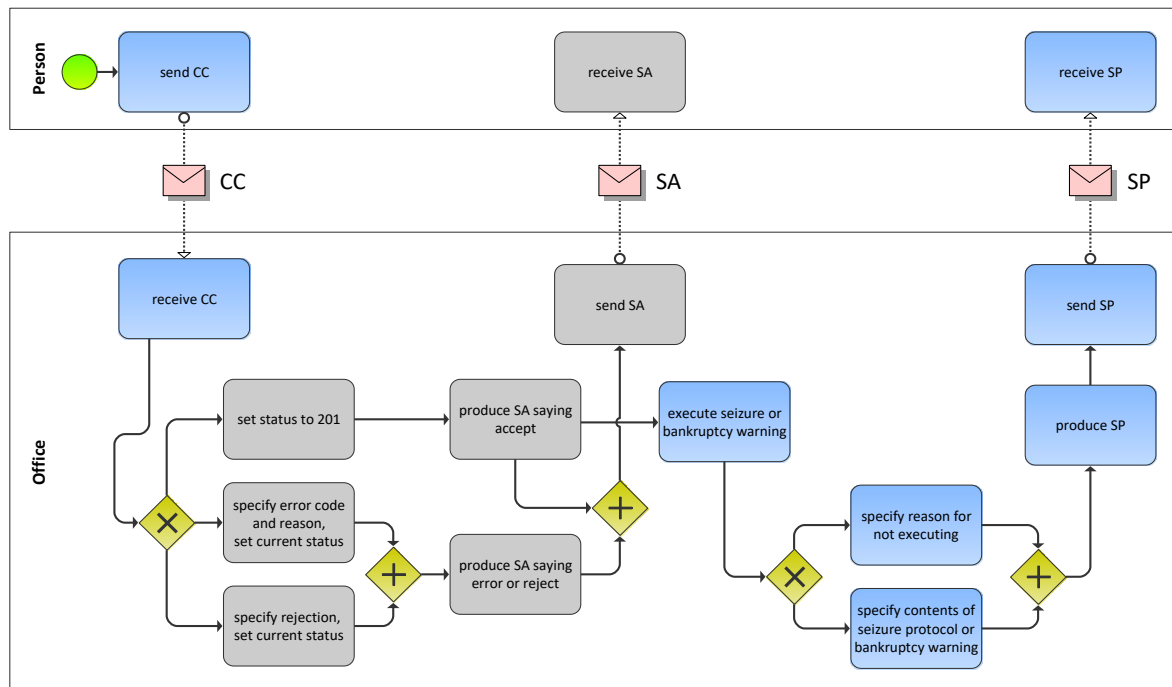 Person
send CC
receive SA
receive SP
CC
SA
SP
Office
receive CC
send SA
send SP
set status to 201
produce SA saying
accept
execute seizure or
bankruptcy warning
produce SP
specify error code
and reason,
set current status
specify reason for
not executing
produce SA saying
error or reject
specify rejection,
set current status
specify contents of
seizure protocol or
bankruptcy warning